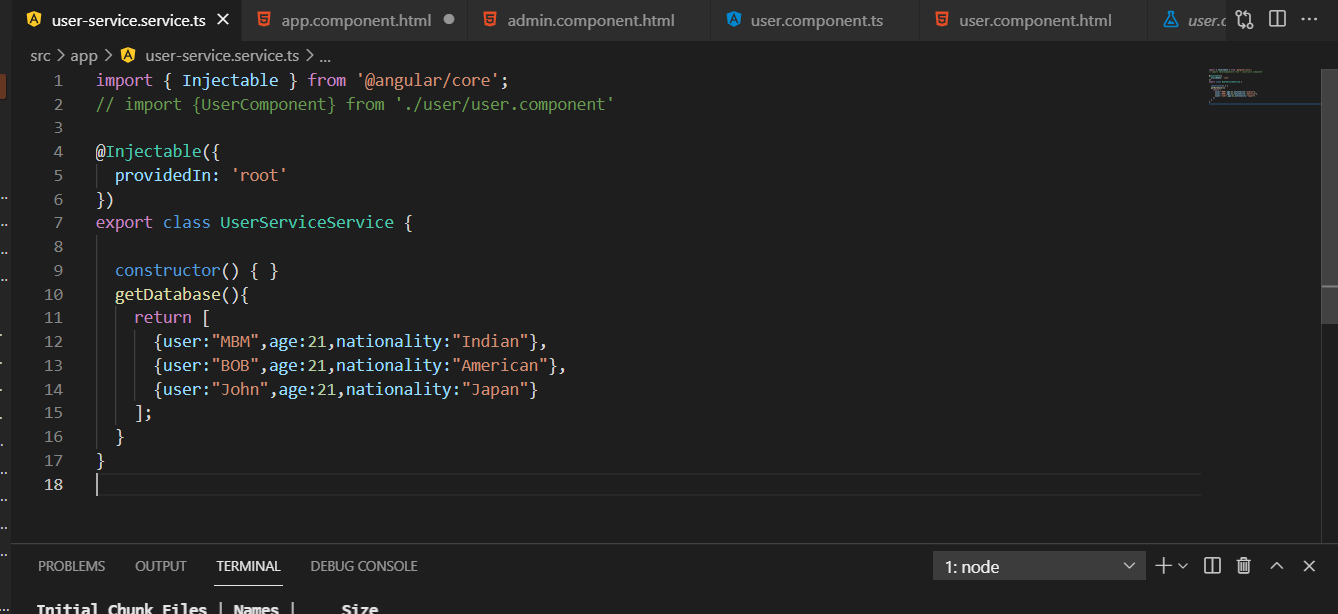 user-service.service.ts
app.component.html
admin.component.html
user.component.ts
user.component.html
src > app > user-service.service.ts > ...
1 import { Injectable } from '@angular/core';
2 // import {UserComponent} from './user/user.component'
3
4 @Injectable({
5 providedIn: 'root'
6 })
7 export class UserServiceService {
8
9 constructor() { }
10 getDatabase(){
11 return [
12 {user:"MBM",age:21,nationality:"Indian"},
13 {user:"BOB",age:21,nationality:"American"},
14 {user:"John",age:21,nationality:"Japan"}
15 ];
16 }
17 }
18
PROBLEMS OUTPUT TERMINAL DEBUG CONSOLE 1: node
Initial Chunk Files | Names | Size